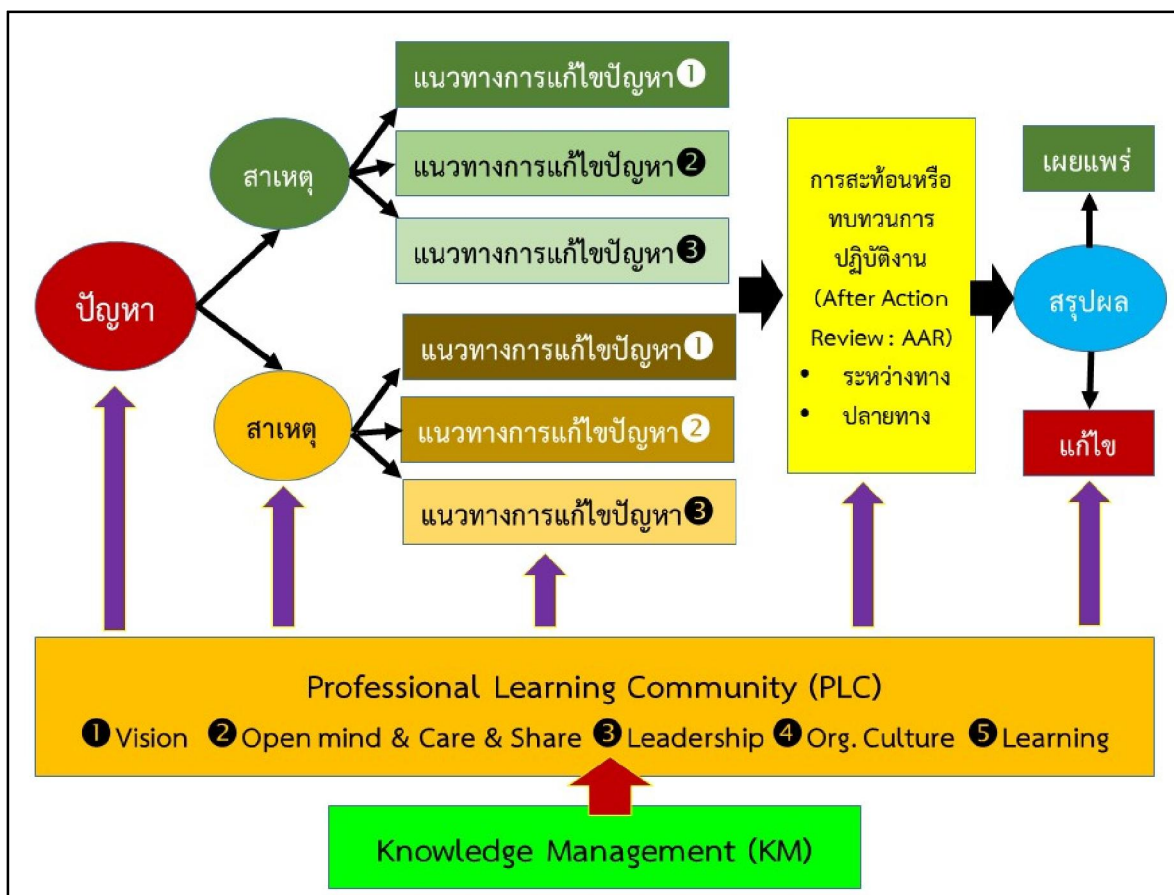 ปัญหา
สาเหตุ
แนวทางการแก้ไขปัญหา❶
แนวทางการแก้ไขปัญหา❷
แนวทางการแก้ไขปัญหา❸
สาเหตุ
แนวทางการแก้ไขปัญหา❶
แนวทางการแก้ไขปัญหา❷
แนวทางการแก้ไขปัญหา❸
การสะท้อนหรือ
ทบทวนการ
ปฏิบัติงาน
(After Action
Review : AAR)
• ระหว่างทาง
• ปลายทาง
เผยแพร่
สรุปผล
แก้ไข
Professional Learning Community (PLC)
❶Vision ❷Open mind & Care & Share ❸Leadership ❹Org. Culture ❺Learning
Knowledge Management (KM)